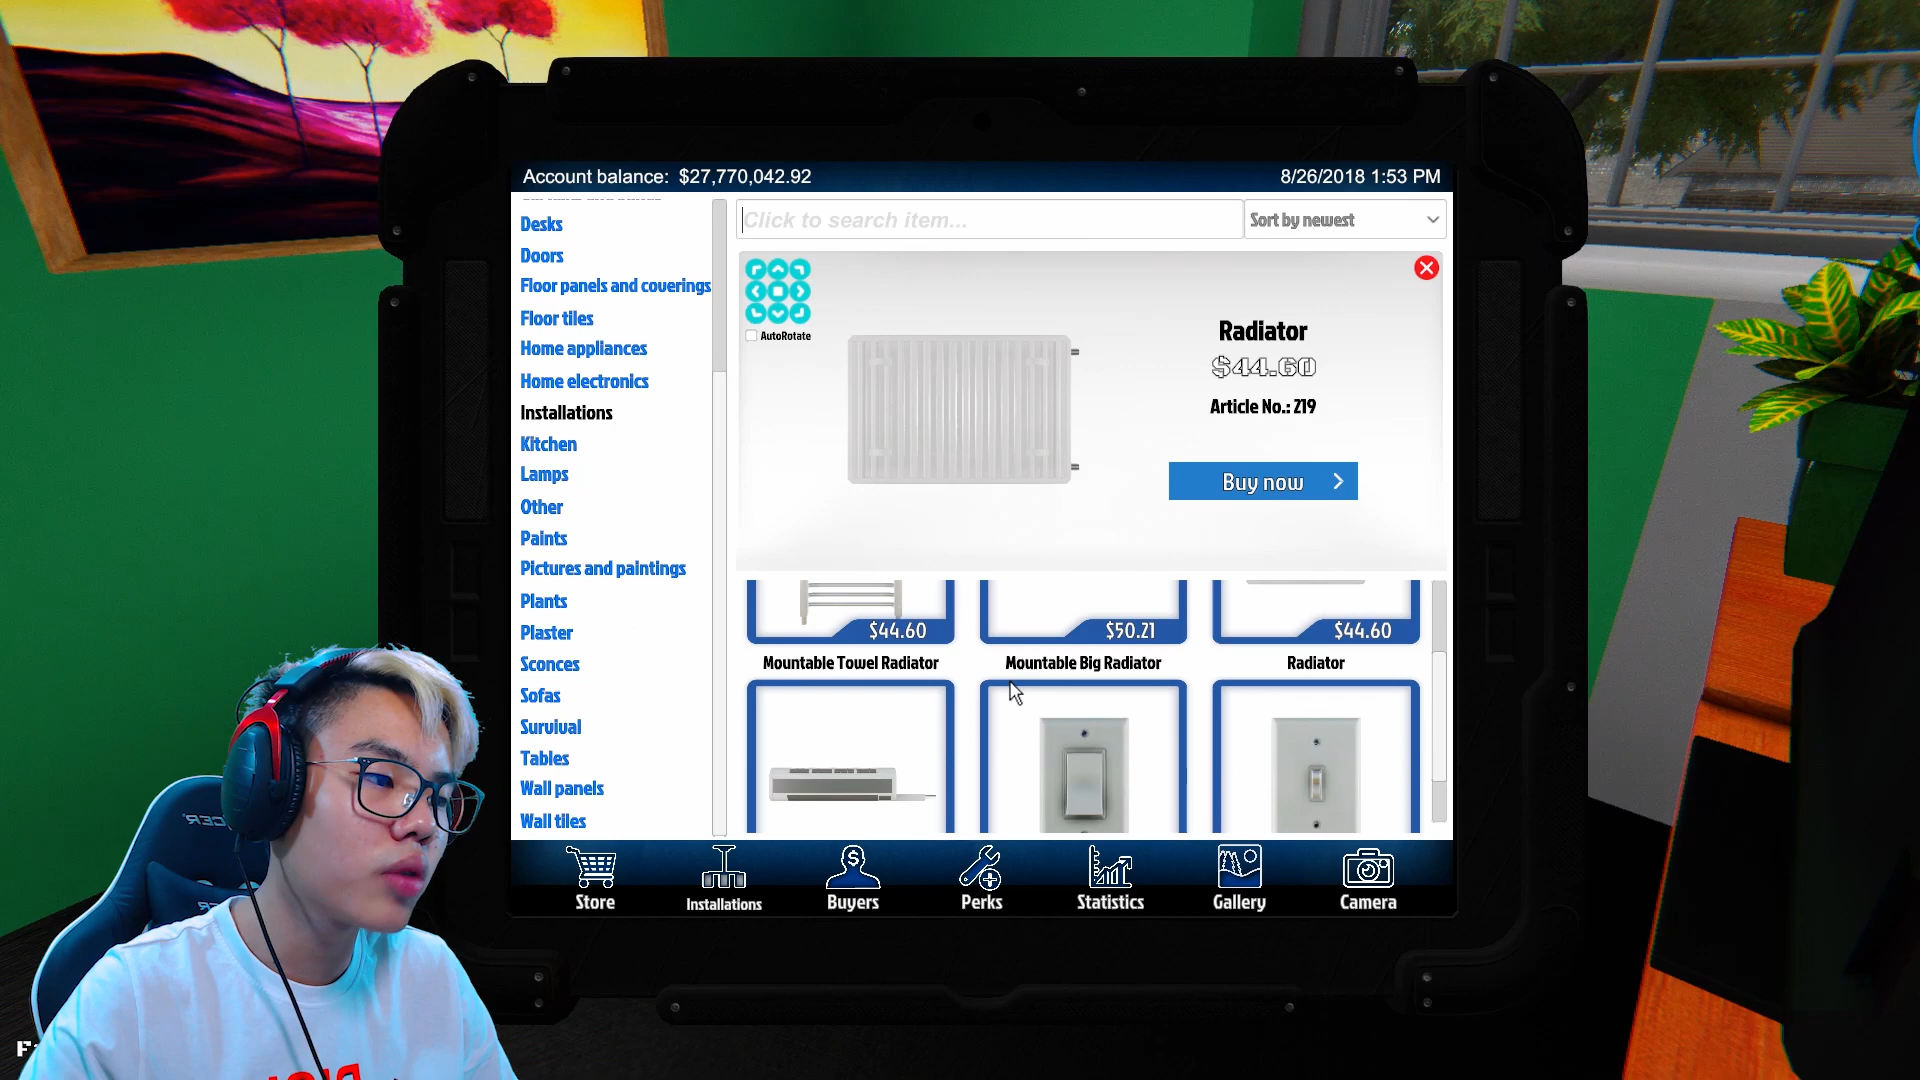 Account balance: $27,770,042.92
8/26/2018 1:53 PM
Desks
Doors
Floor panels and coverings
Floor tiles
Home appliances
Home electronics
Installations
Kitchen
Lamps
Other
Paints
Pictures and paintings
Plants
Plaster
Sconces
Sofas
Survival
Tables
Wall panels
Wall tiles
Click to search item...
Sort by newest
AutoRotate
Radiator
$44.60
Article No.: 219
Buy now
$44.60
$50.21
$44.60
Mountable Towel Radiator
Mountable Big Radiator
Radiator
Store
Installations
Buyers
Perks
Statistics
Gallery
Camera